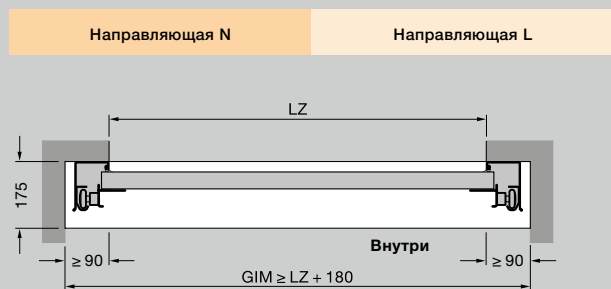 Направляющая N
Направляющая L
LZ
175
Внутри
≥ 90
≥ 90
GIM ≥ LZ + 180